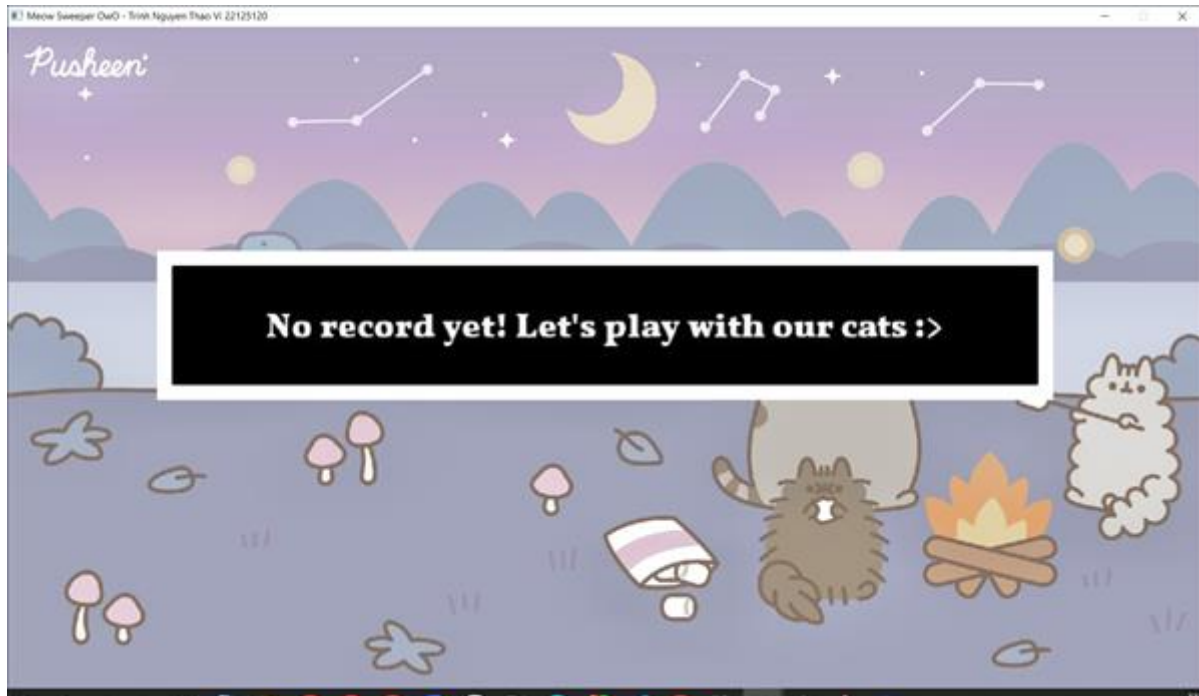 Meow Sweeper OwO - Trinh Nguyen Thao Vi 22125120
Pusheen
No record yet! Let's play with our cats :>